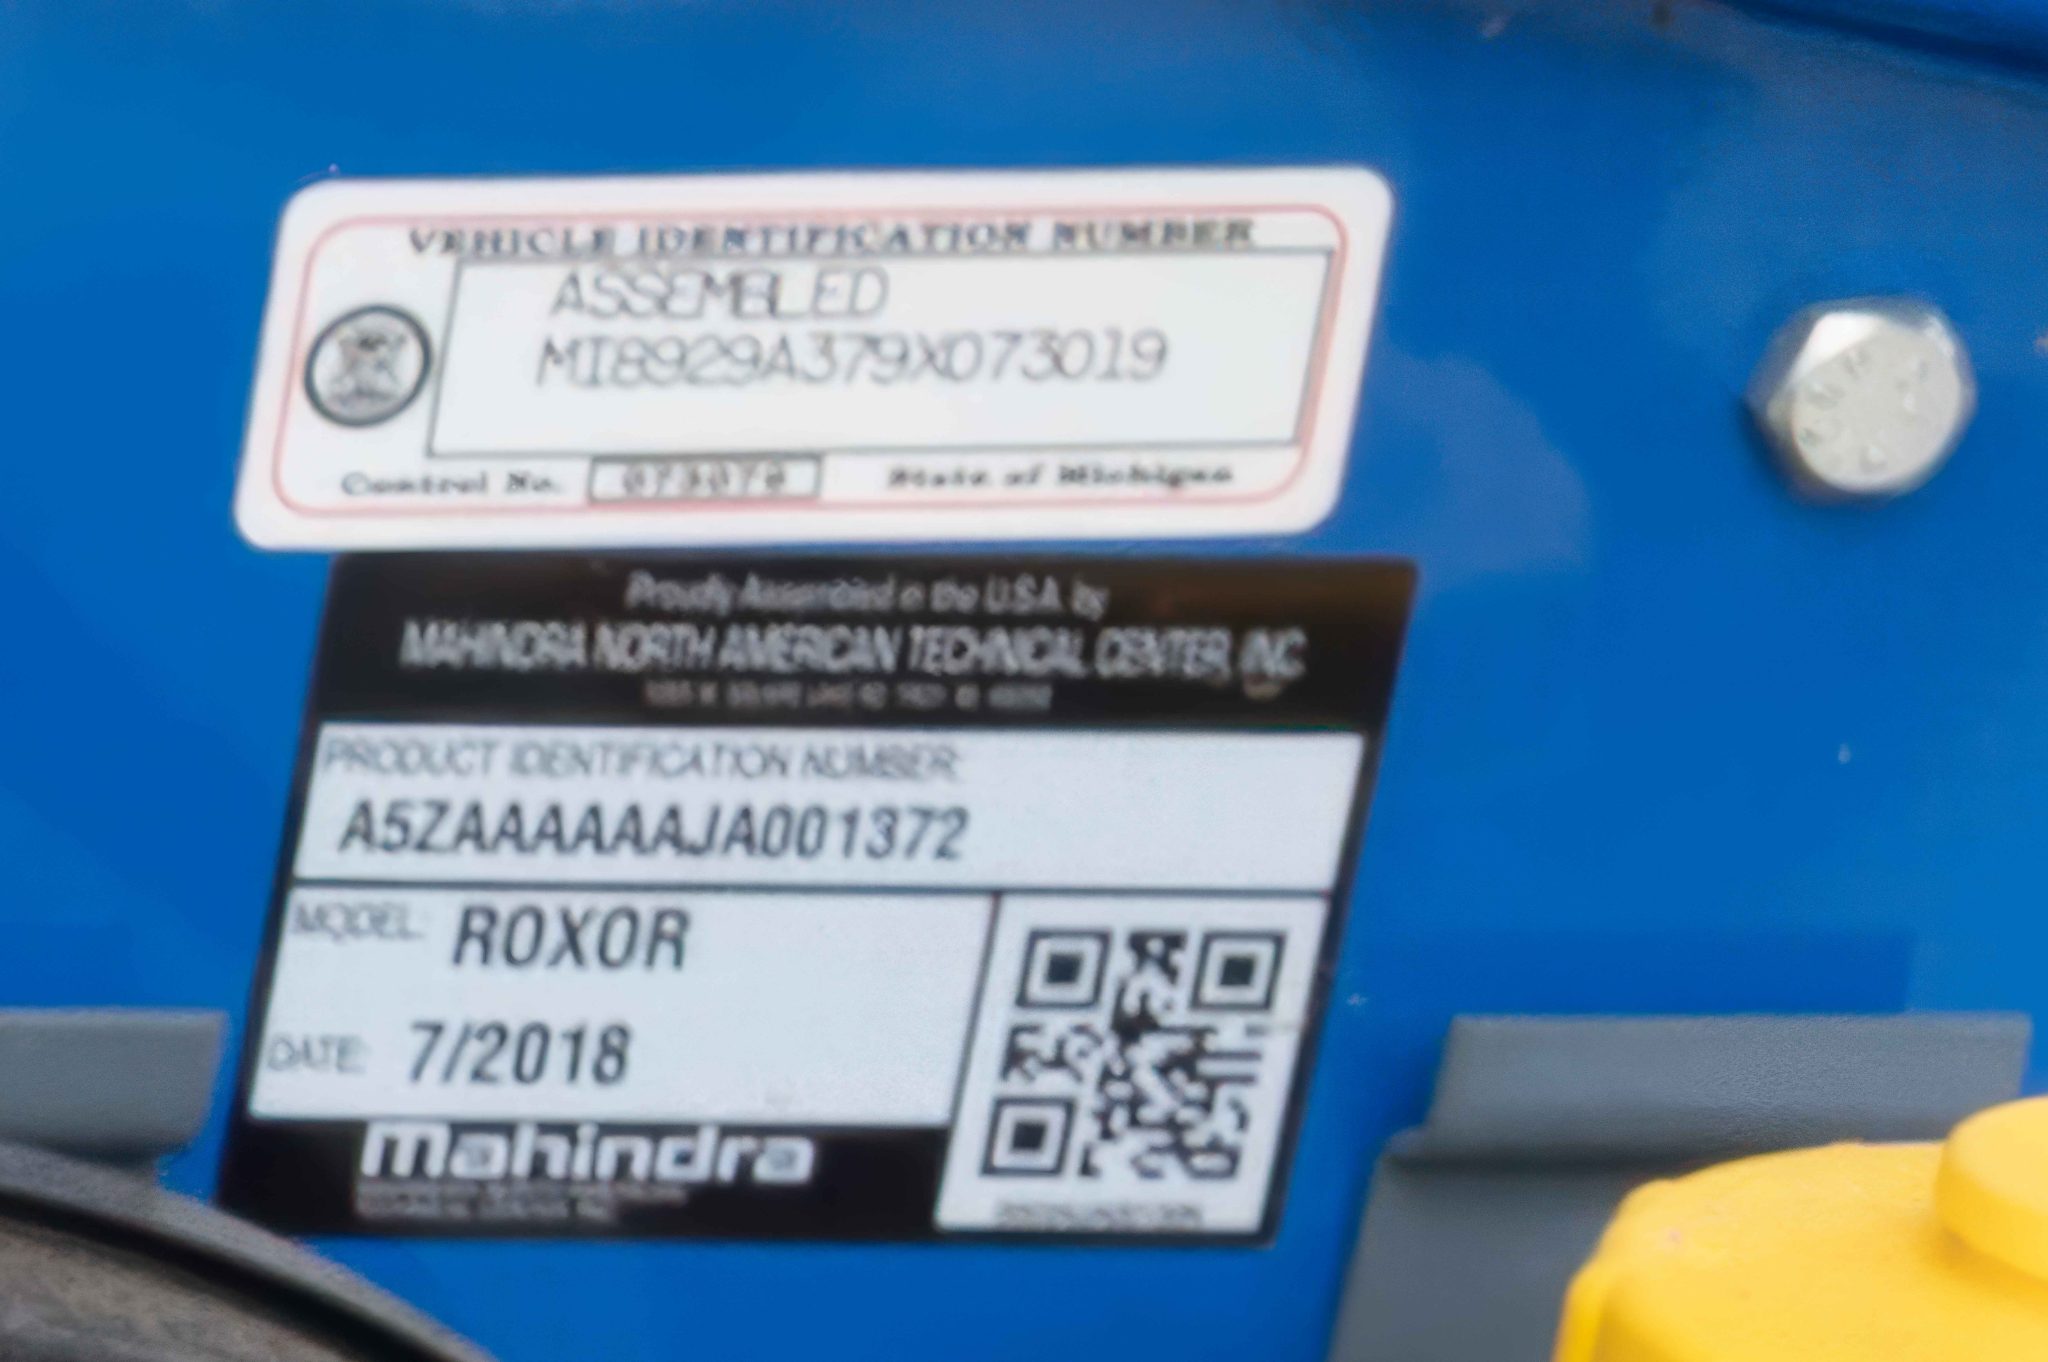 VEHICLE IDENTIFICATION NUMBER
ASSEMBLED
MI8929A379X073019
Control No.
State of Michigan
Proudly Assembled in the U.S.A. by
MAHINDRA NORTH AMERICAN TECHNICAL CENTER, INC.
PRODUCT IDENTIFICATION NUMBER:
A5ZAAAAAAJA001372
MODEL: ROXOR
DATE: 7/2018
mahindra